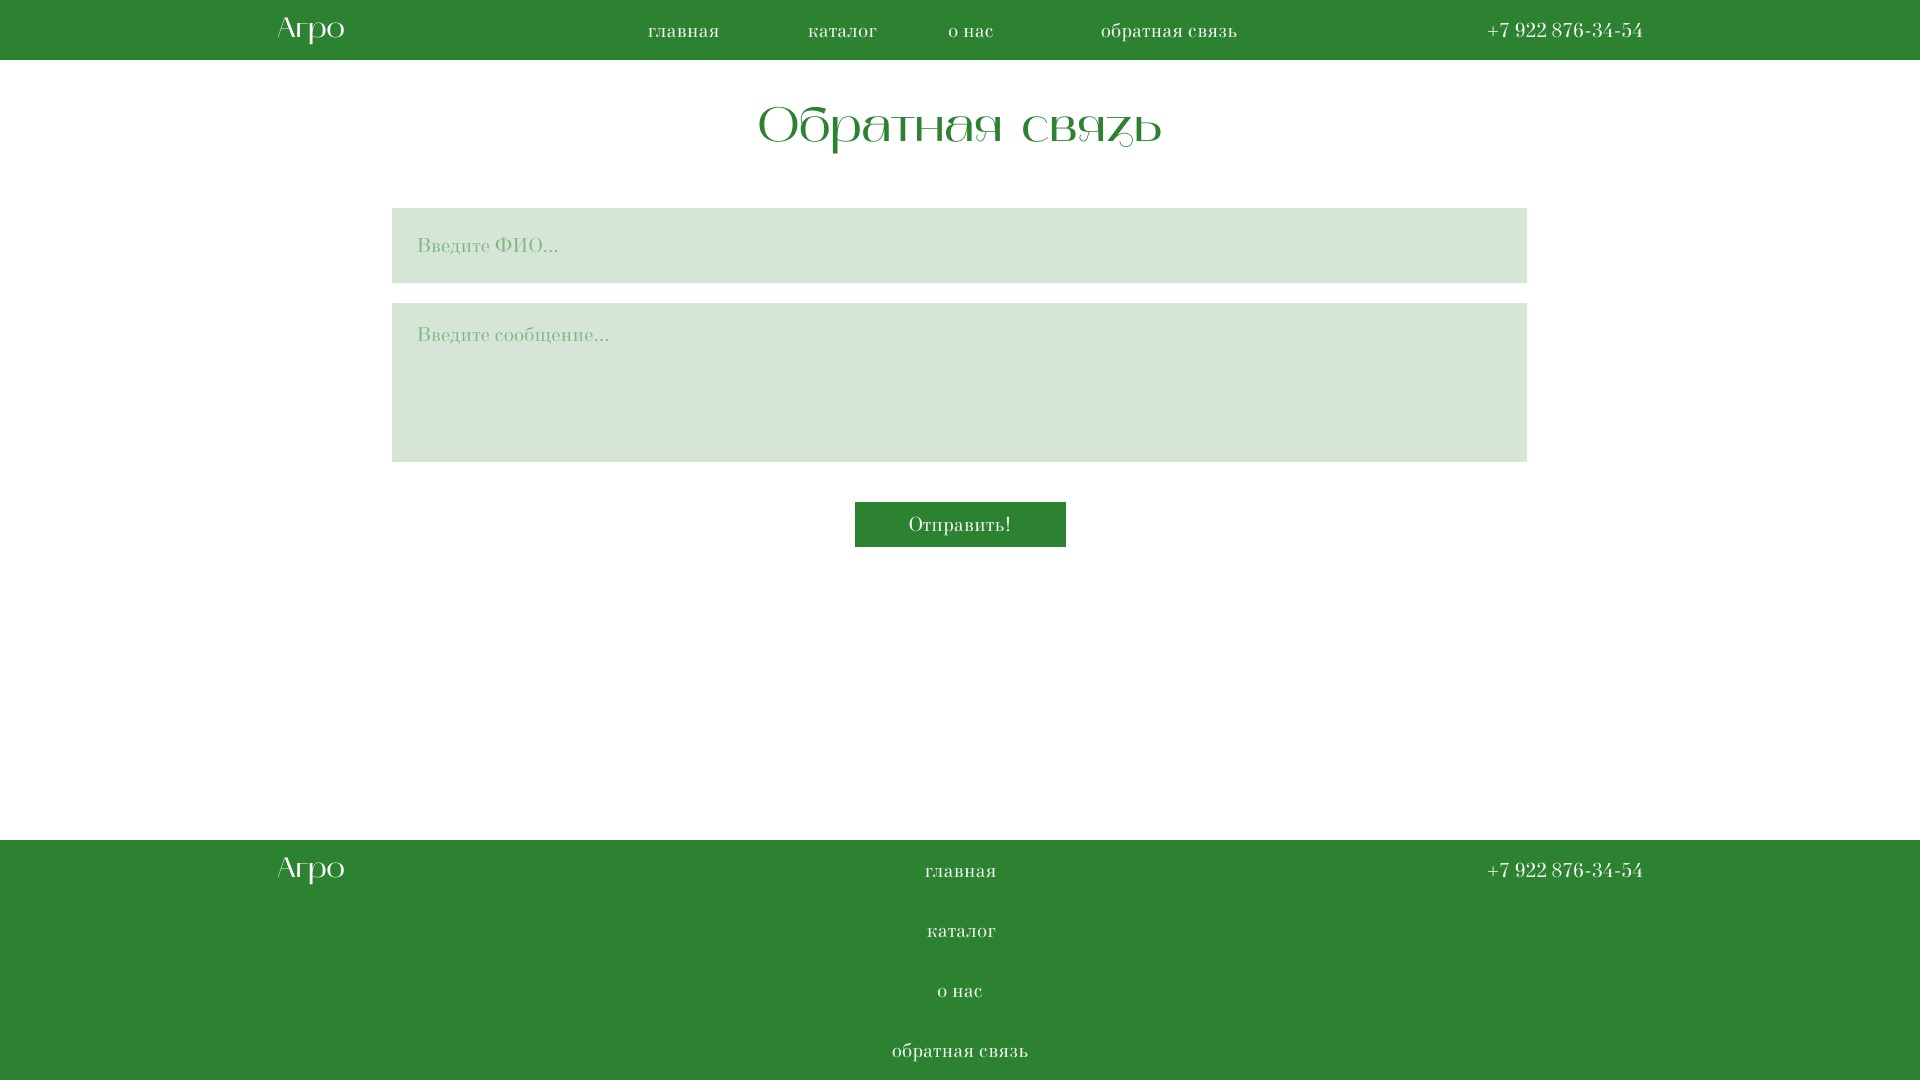 Агро главная каталог о нас обратная связь +7 922 876-34-54
Обратная связь
Введите ФИО...
Введите сообщение...
Отправить!
Агро главная +7 922 876-34-54
каталог
о нас
обратная связь